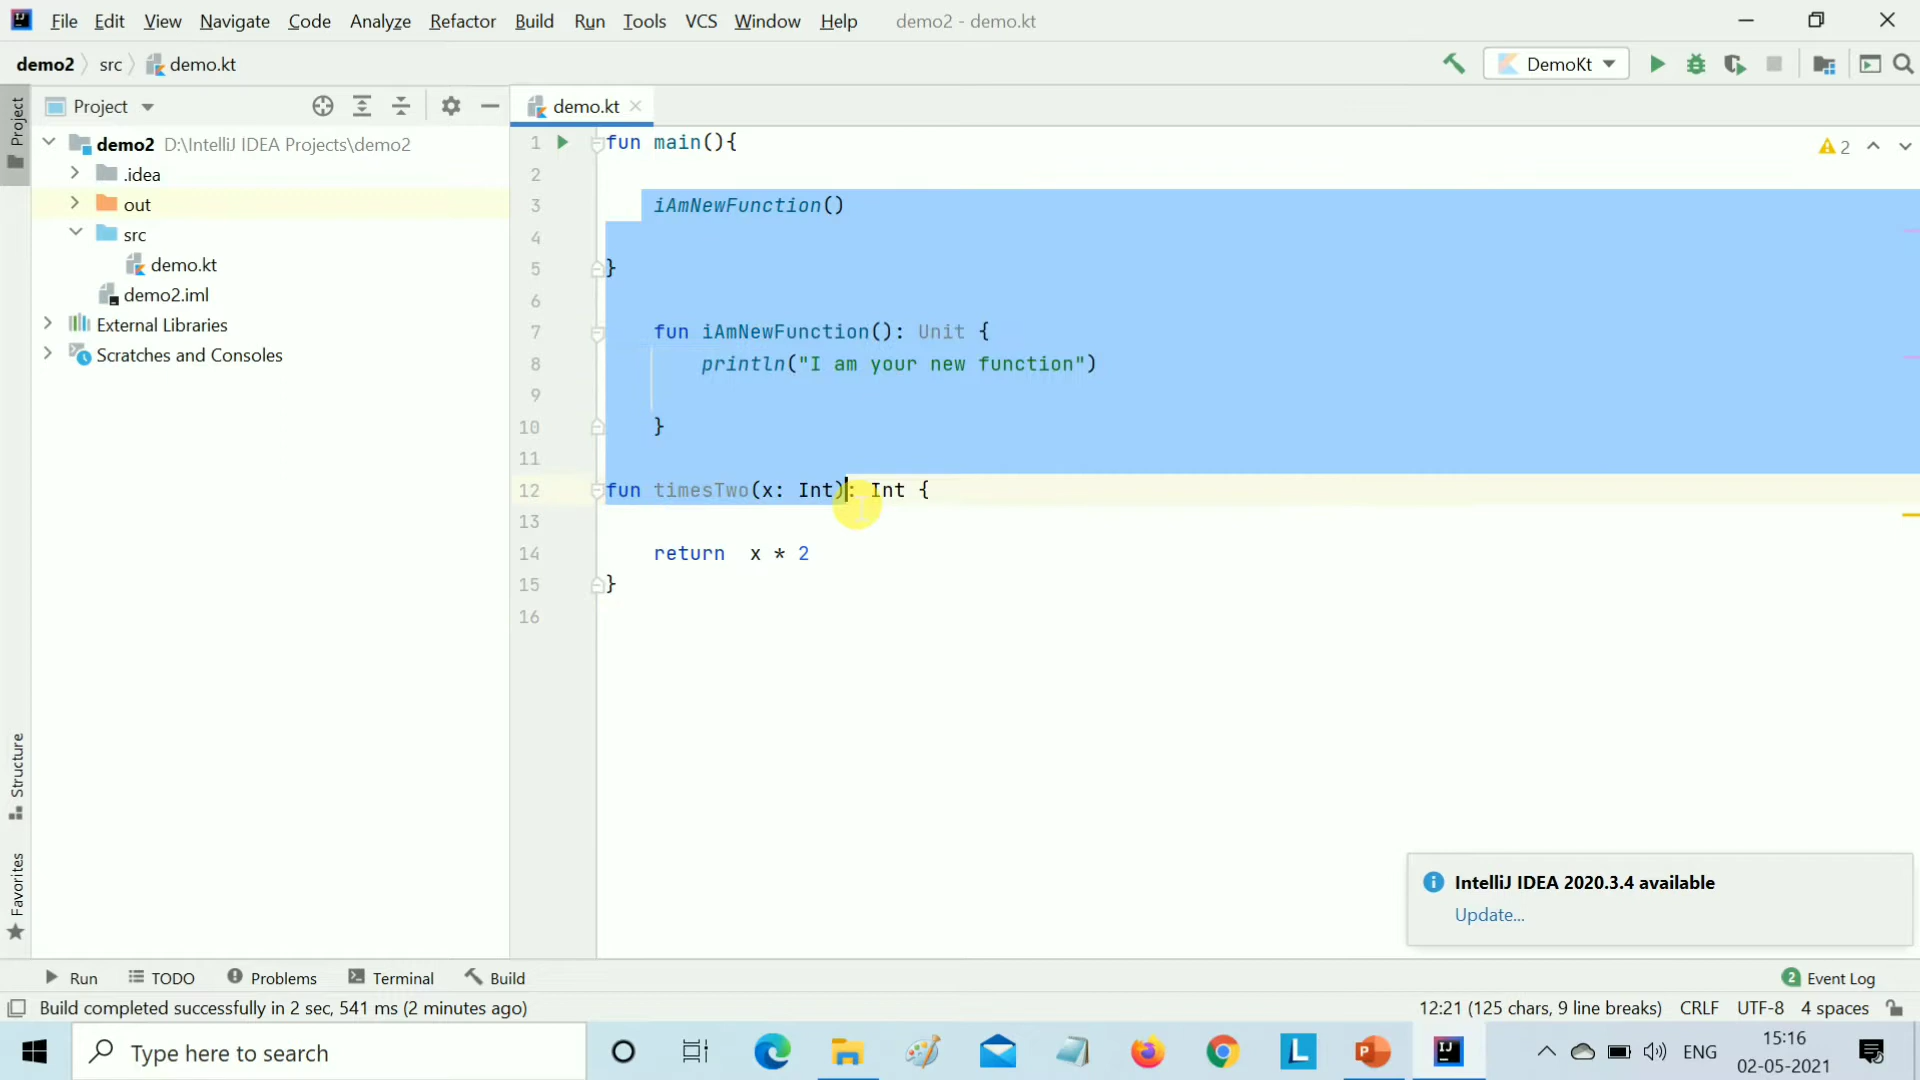 File Edit View Navigate Code Analyze Refactor Build Run Tools VCS Window Help demo2 - demo.kt
demo2 src demo.kt DemoKt
Project
Project
demo.kt
demo2 D:\IntelliJ IDEA Projects\demo2
.idea
out
src
demo.kt
demo2.iml
External Libraries
Scratches and Consoles
Structure
Favorites
1 fun main(){
2
3 iAmNewFunction()
4
5 }
6
7 fun iAmNewFunction(): Unit {
8 println("I am your new function")
9
10 }
11
12 fun timesTwo(x: Int): Int {
13
14 return x * 2
15 }
16
2
IntelliJ IDEA 2020.3.4 available
Update...
Run TODO Problems Terminal Build 2 Event Log
Build completed successfully in 2 sec, 541 ms (2 minutes ago) 12:21 (125 chars, 9 line breaks) CRLF UTF-8 4 spaces
Type here to search L P IJ ENG 15:16
02-05-2021